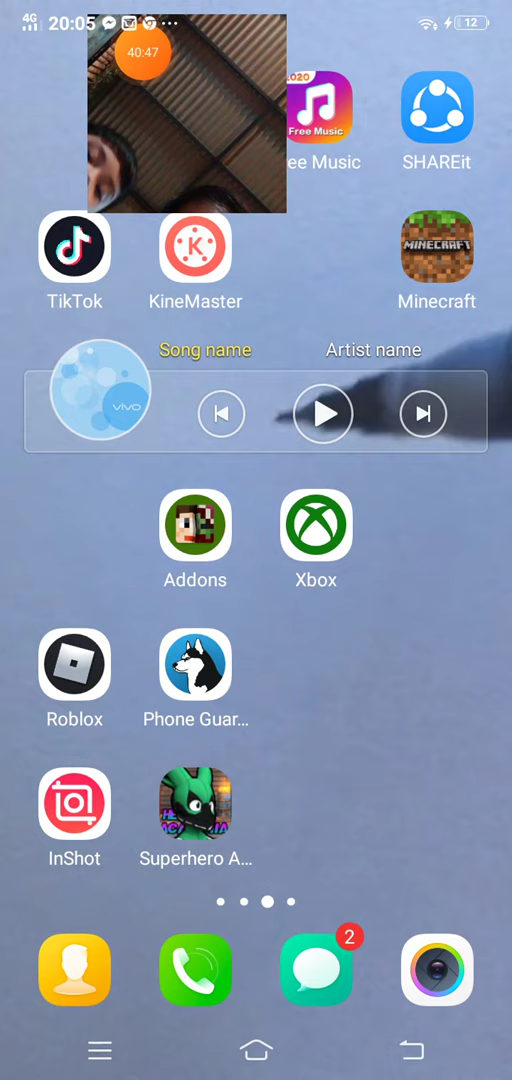 4G 20:05 12
40:47
2020
Free Music
ee Music SHAREit
MINECRAFT
TikTok KineMaster Minecraft
Song name Artist name
vivo
Addons Xbox
Roblox Phone Guar...
InShot Superhero A...
2